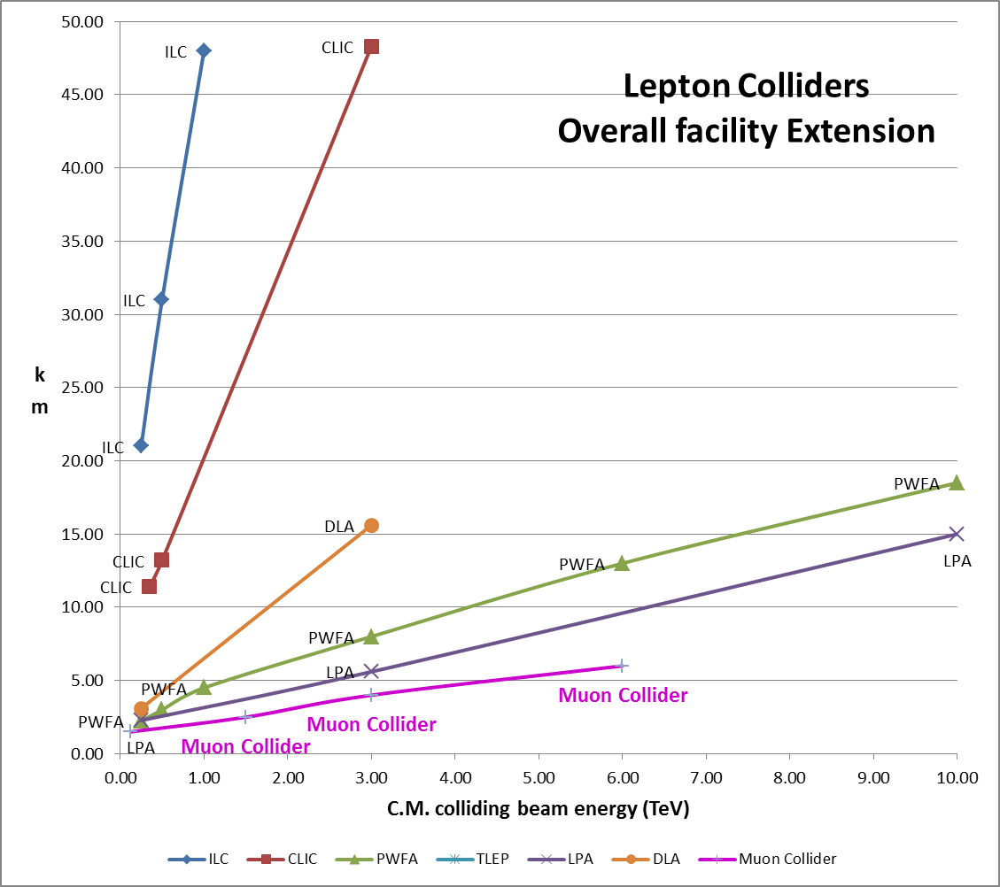 Lepton Colliders
Overall facility Extension
50.00
45.00
40.00
35.00
30.00
25.00
20.00
15.00
10.00
5.00
0.00
k
m
ILC
CLIC
ILC
ILC
PWFA
DLA
CLIC
PWFA
LPA
CLIC
PWFA
LPA
PWFA
Muon Collider
PWFA
Muon Collider
LPA
Muon Collider
0.00 1.00 2.00 3.00 4.00 5.00 6.00 7.00 8.00 9.00 10.00
C.M. colliding beam energy (TeV)
ILC CLIC PWFA TLEP LPA DLA Muon Collider